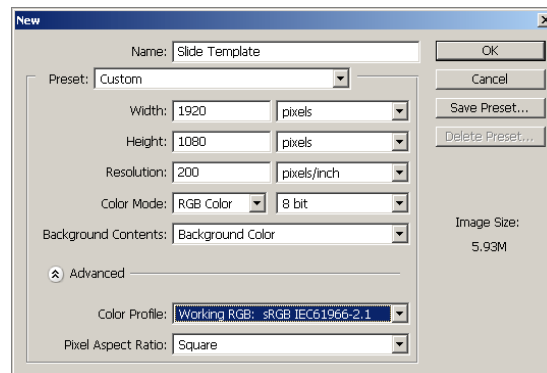 New
Name: Slide Template
OK
Preset: Custom
Cancel
Width: 1920 pixels
Save Preset...
Height: 1080 pixels
Delete Preset...
Resolution: 200 pixels/inch
Color Mode: RGB Color 8 bit
Image Size:
Background Contents: Background Color
5.93M
Advanced
Color Profile: Working RGB: sRGB IEC61966-2.1
Pixel Aspect Ratio: Square